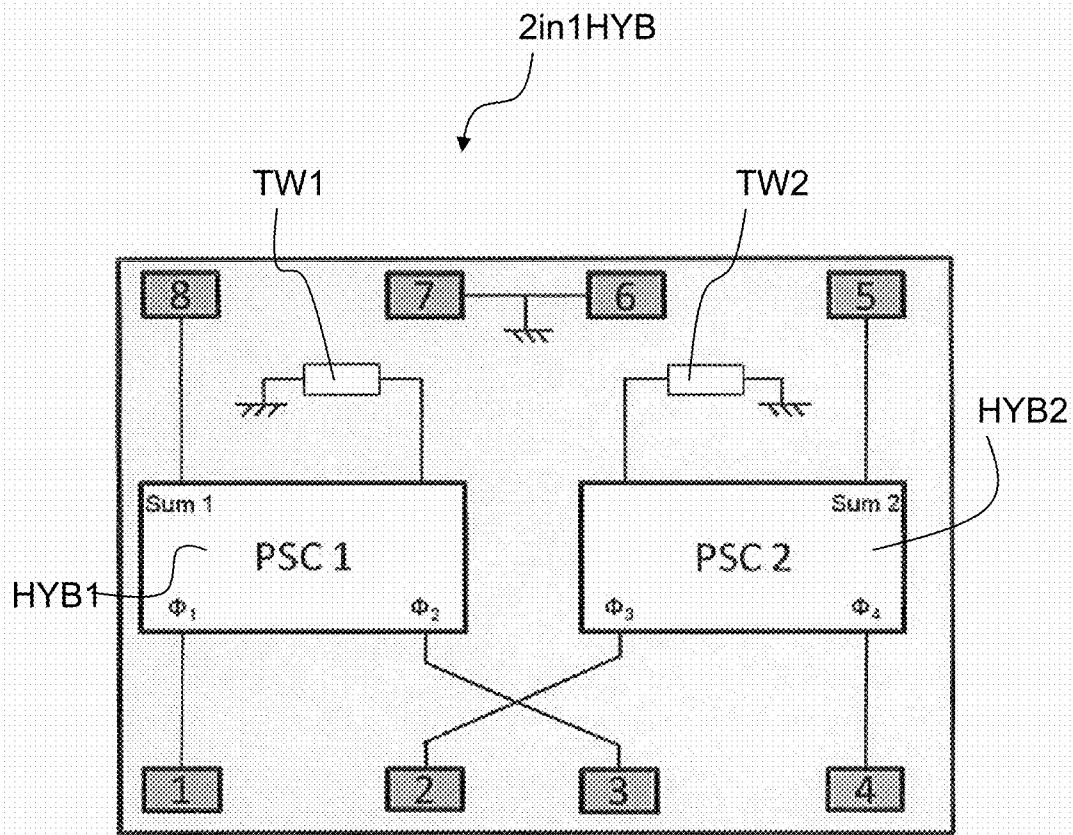 2in1HYB
TW1 TW2
8 7 6 5
HYB2
Sum 1 Sum 2
PSC 1 PSC 2
HYB1
Φ₁ Φ₂ Φ₃ Φ₄
1 2 3 4